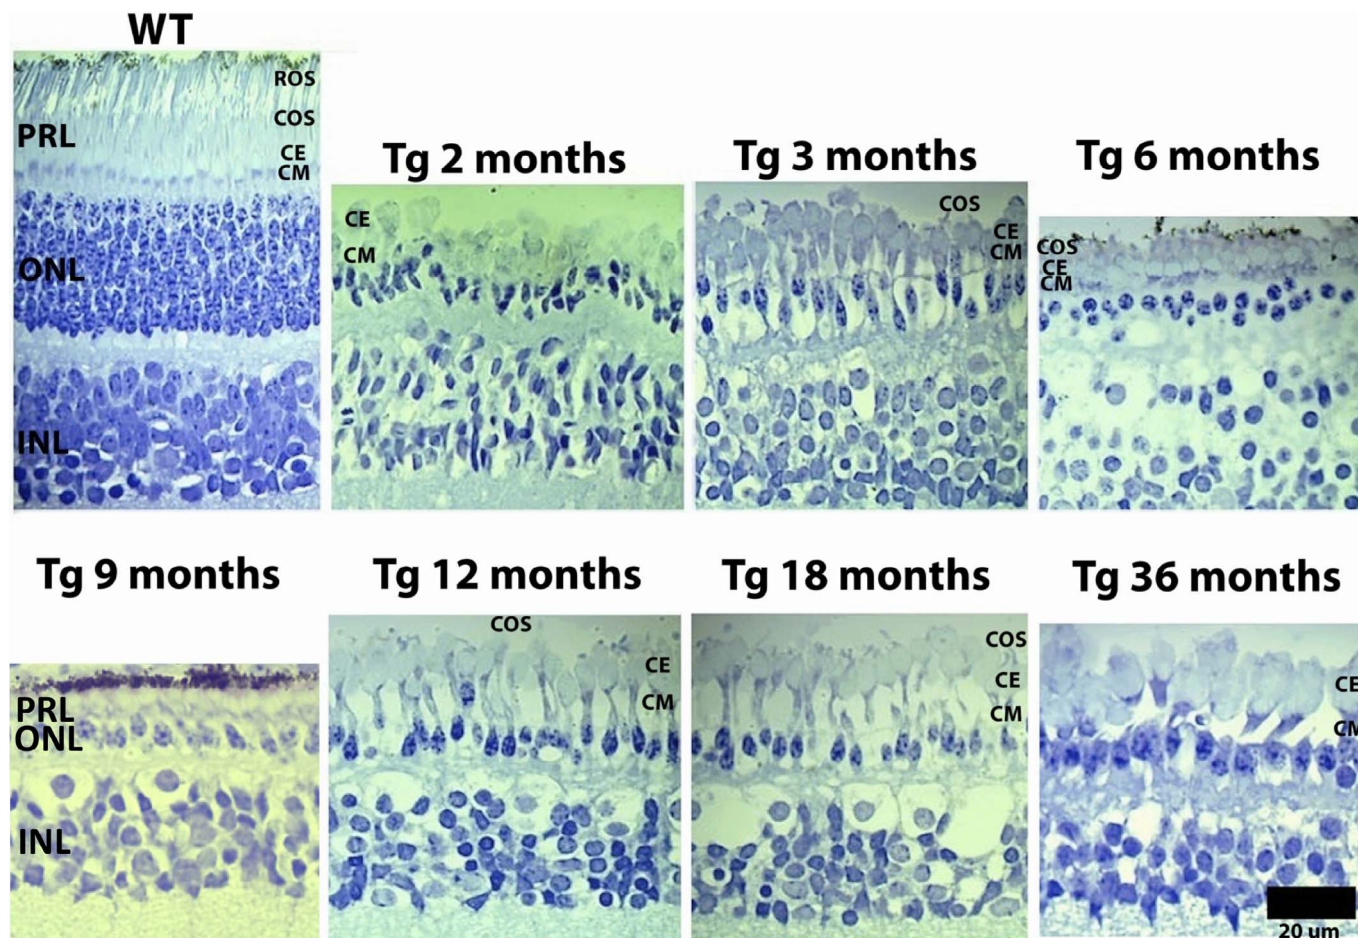 WT
ROS
COS
PRL
CE
CM
ONL
INL
Tg 2 months
CE
CM
Tg 3 months
COS
CE
CM
Tg 6 months
COS
CE
CM
Tg 9 months
PRL
ONL
INL
Tg 12 months
COS
CE
CM
Tg 18 months
COS
CE
CM
Tg 36 months
CE
CM
20 um